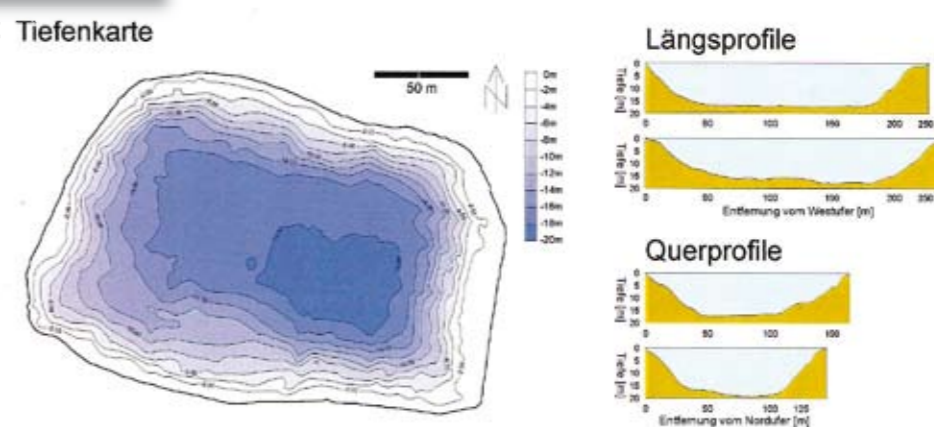 Tiefenkarte
50 m
N
0m
-2m
-4m
-6m
-8m
-10m
-12m
-14m
-16m
-18m
-20m
Längsprofile
Tiefe [m]
0
5
10
15
20
0 50 100 150 200 250
Tiefe [m]
0
5
10
15
20
0 50 100 150 200 250
Entfernung vom Westufer [m]
Querprofile
Tiefe [m]
0
5
10
15
20
0 50 100 150
Tiefe [m]
0
5
10
15
20
0 50 100 125
Entfernung vom Nordufer [m]